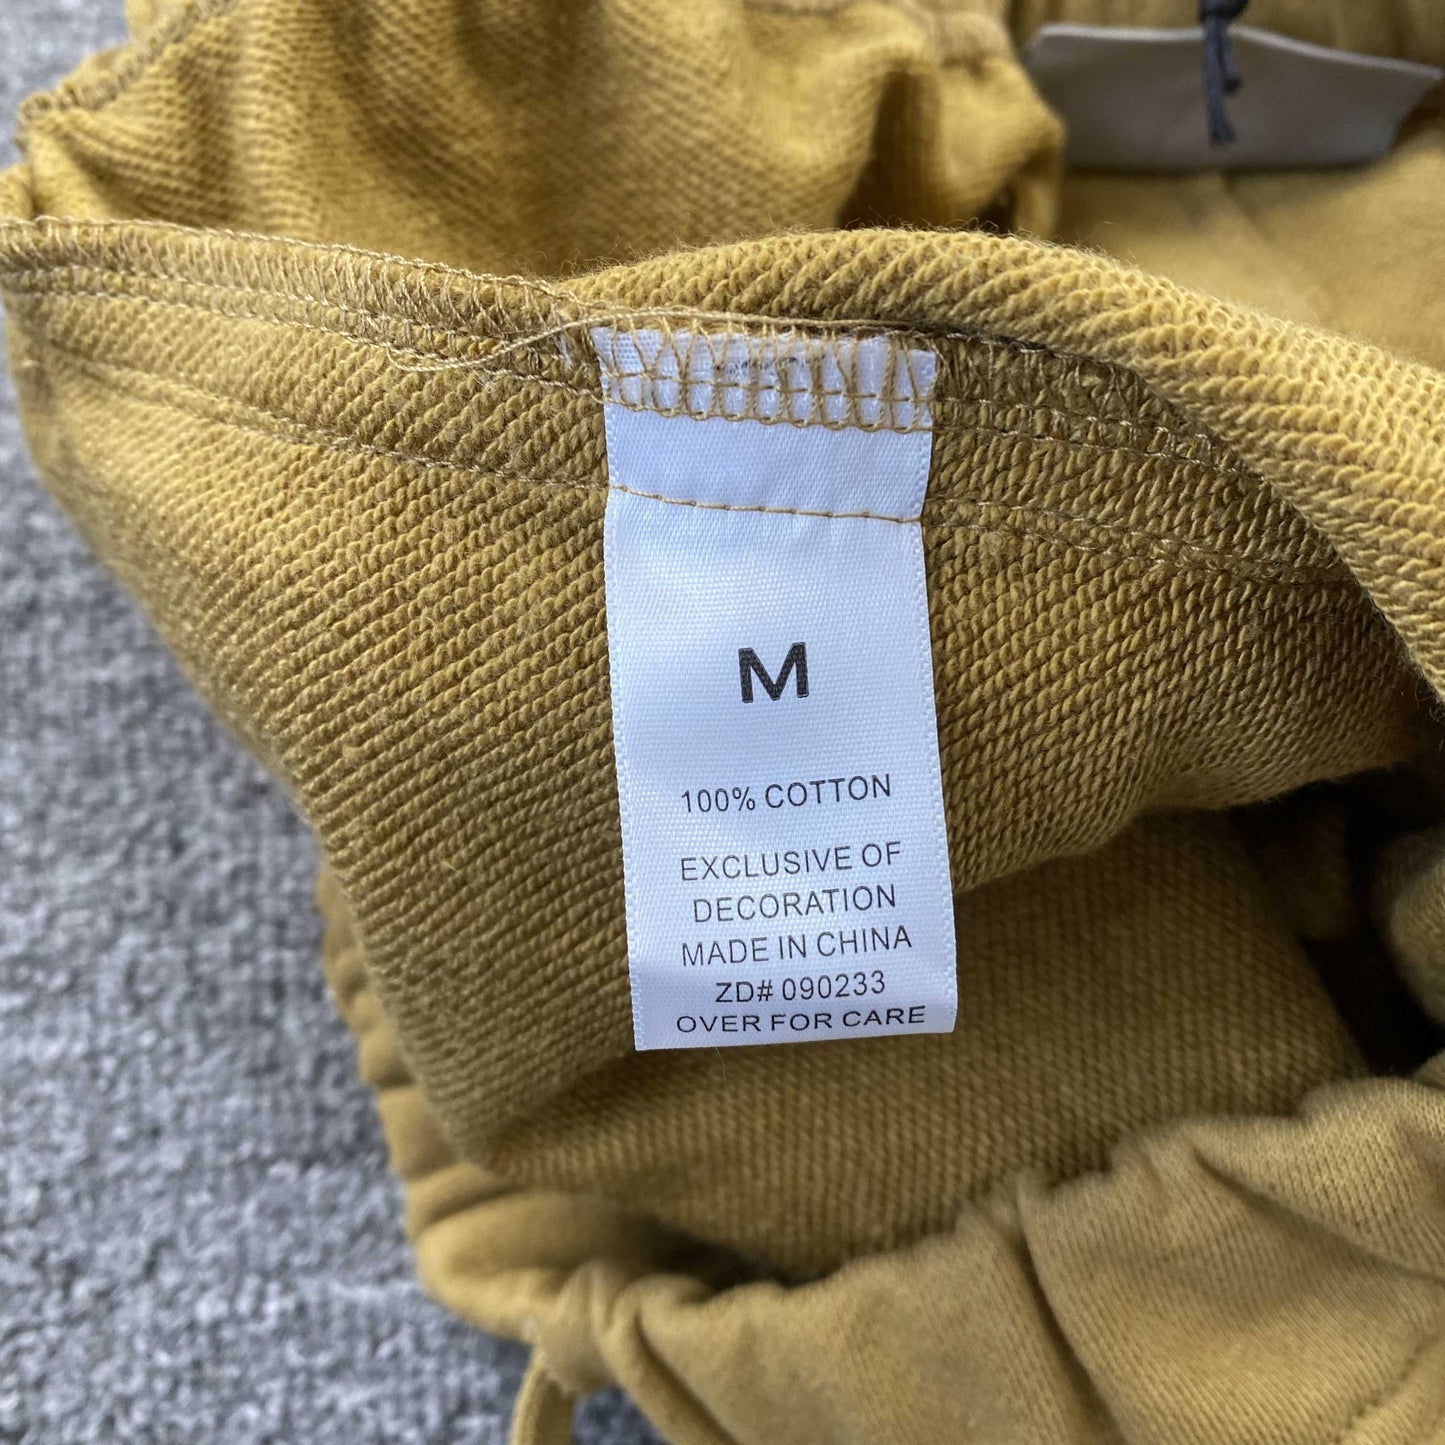 M
100% COTTON
EXCLUSIVE OF
DECORATION
MADE IN CHINA
ZD# 090233
OVER FOR CARE